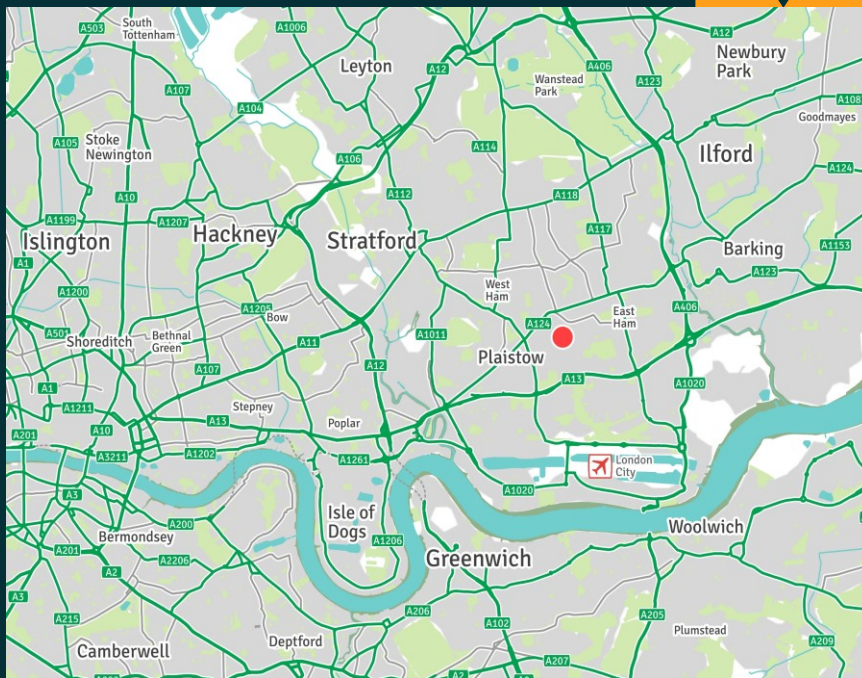 A503
South
Tottenham
A1006
A12
Leyton
A406
A12
Newbury
Park
A107
A12
Wanstead
Park
A123
A108
A104
Goodmayes
A105
Stoke
Newington
A106
A114
Ilford
A124
A10
A112
A118
A1199
A1207
Islington
Hackney
Stratford
A117
Barking
A1153
A1
A123
A1200
West
Ham
A1205
Bow
A124
East
Ham
A406
A501
Shoreditch
Bethnal
Green
A11
A1011
Plaistow
A107
A12
A13
A1020
A1
A1211
Stepney
A10
A13
Poplar
A201
A3211
A1202
A1261
London
City
A1020
A3
A200
Isle of
Dogs
Woolwich
Bermondsey
A1206
A201
A2206
Greenwich
A2
A3
A206
A205
A215
A102
Plumstead
Deptford
A209
Camberwell
A207
A2